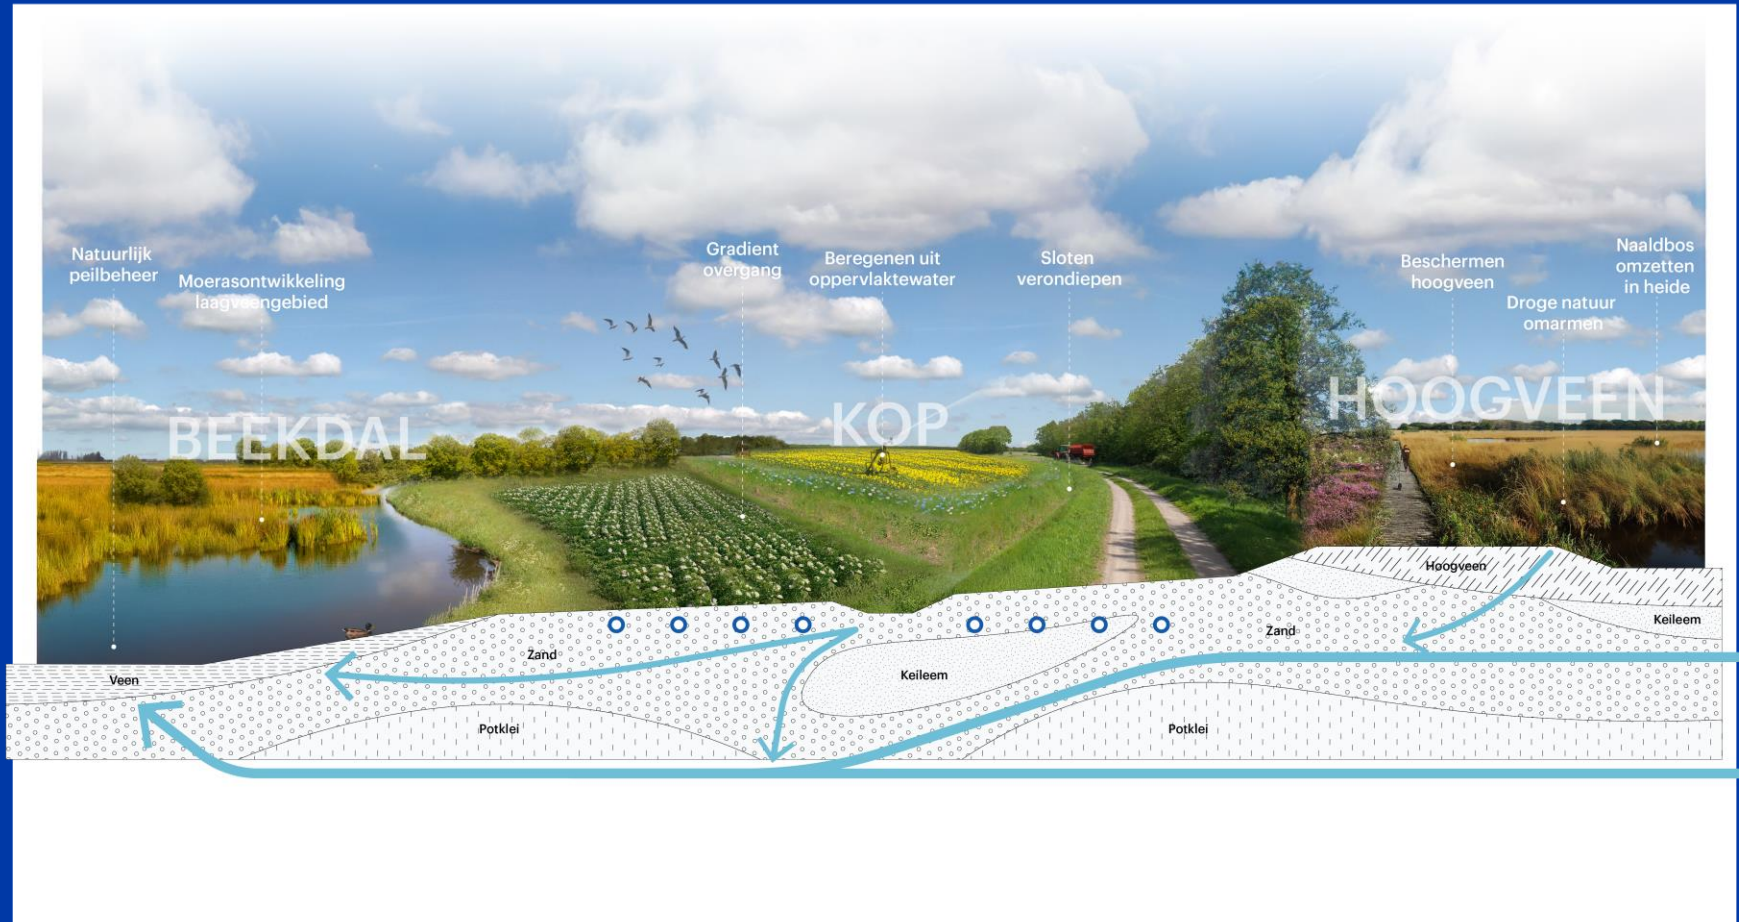 Natuurlijk
peilbeheer
Moerasontwikkeling
laagveengebied
Gradient
overgang
Beregenen uit
oppervlaktewater
Sloten
verondiepen
Beschermen
hoogveen
Droge natuur
omarmen
Naaldbos
omzetten
in heide
BEEKDAL
KOP
HOOGVEEN
Hoogveen
Keileem
Zand
Zand
Keileem
Veen
Potklei
Potklei